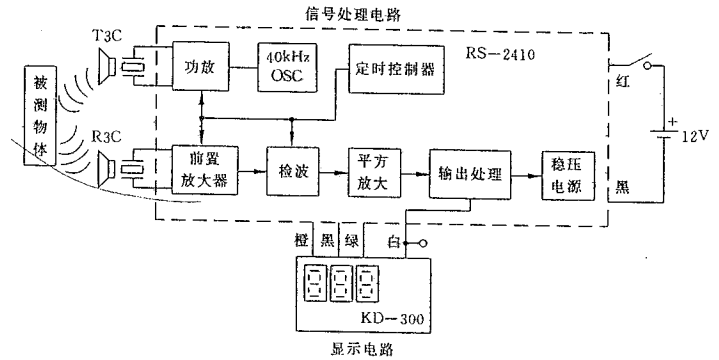 信号处理电路
T3C
功放
40kHz
OSC
定时控制器
RS-2410
红
被测物体
R3C
前置
放大器
检波
平方
放大
输出处理
稳压
电源
+
12V
黑
橙 黑 绿 白
888
KD-300
显示电路